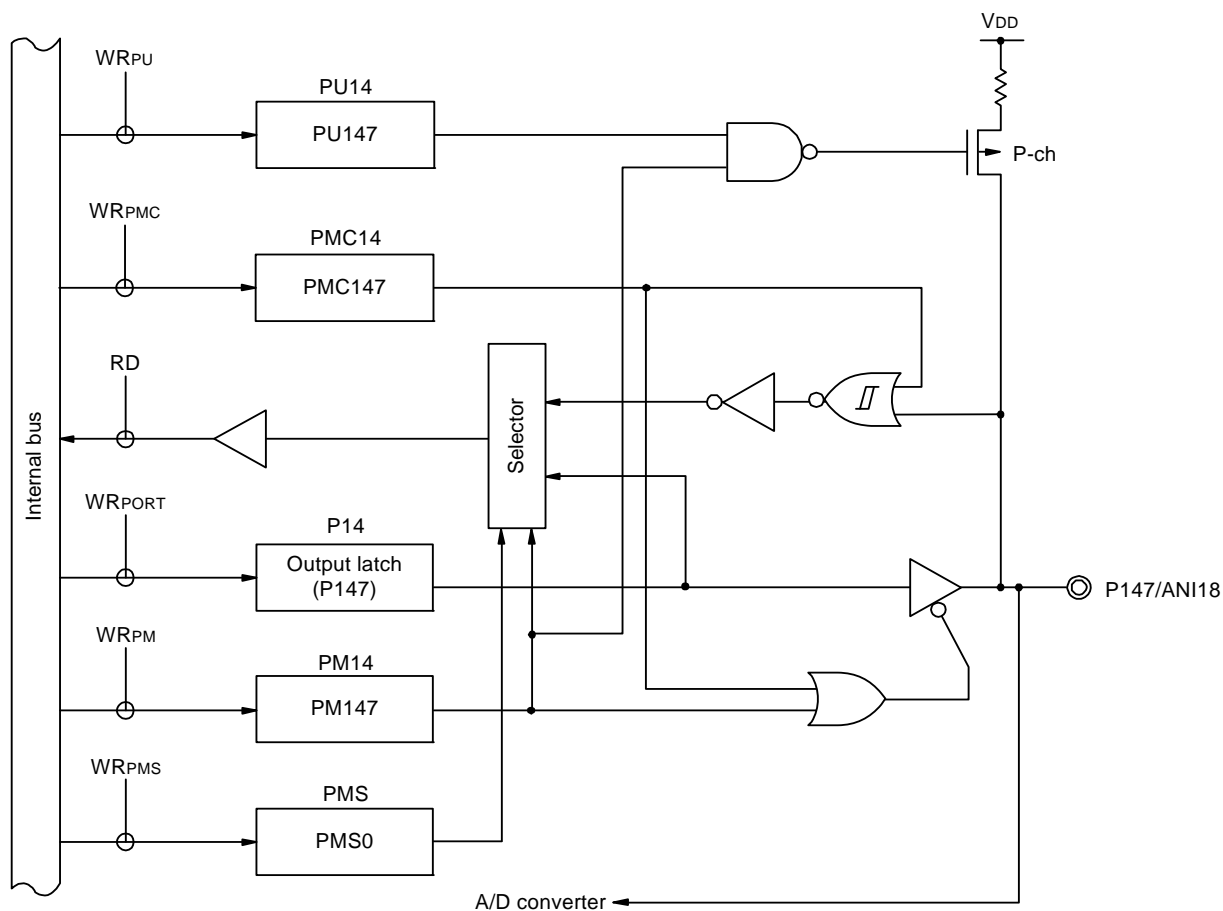 VDD
WRPU
PU14
PU147
P-ch
WRPMC
PMC14
PMC147
RD
Selector
Internal bus
WRPORT
P14
Output latch
(P147)
P147/ANI18
WRPM
PM14
PM147
WRPMS
PMS
PMS0
A/D converter